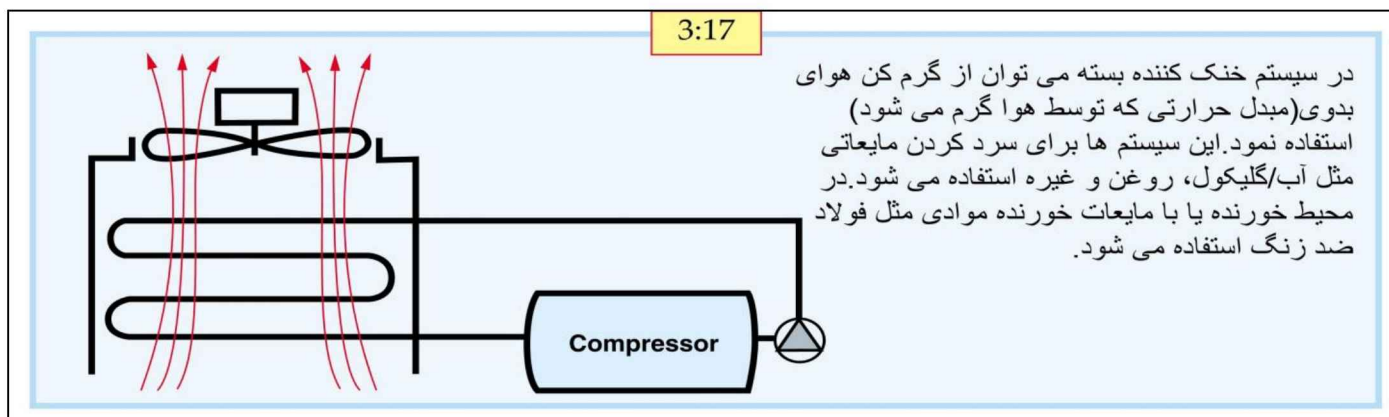 3:17
در سیستم خنک کننده بسته می توان از گرم کن هوای
بدوی(مبدل حرارتی که توسط هوا گرم می شود)
استفاده نمود.این سیستم ها برای سرد کردن مایعاتی
مثل آب/گلیکول، روغن و غیره استفاده می شود.در
محیط خورنده یا با مایعات خورنده موادی مثل فولاد
ضد زنگ استفاده می شود.
Compressor